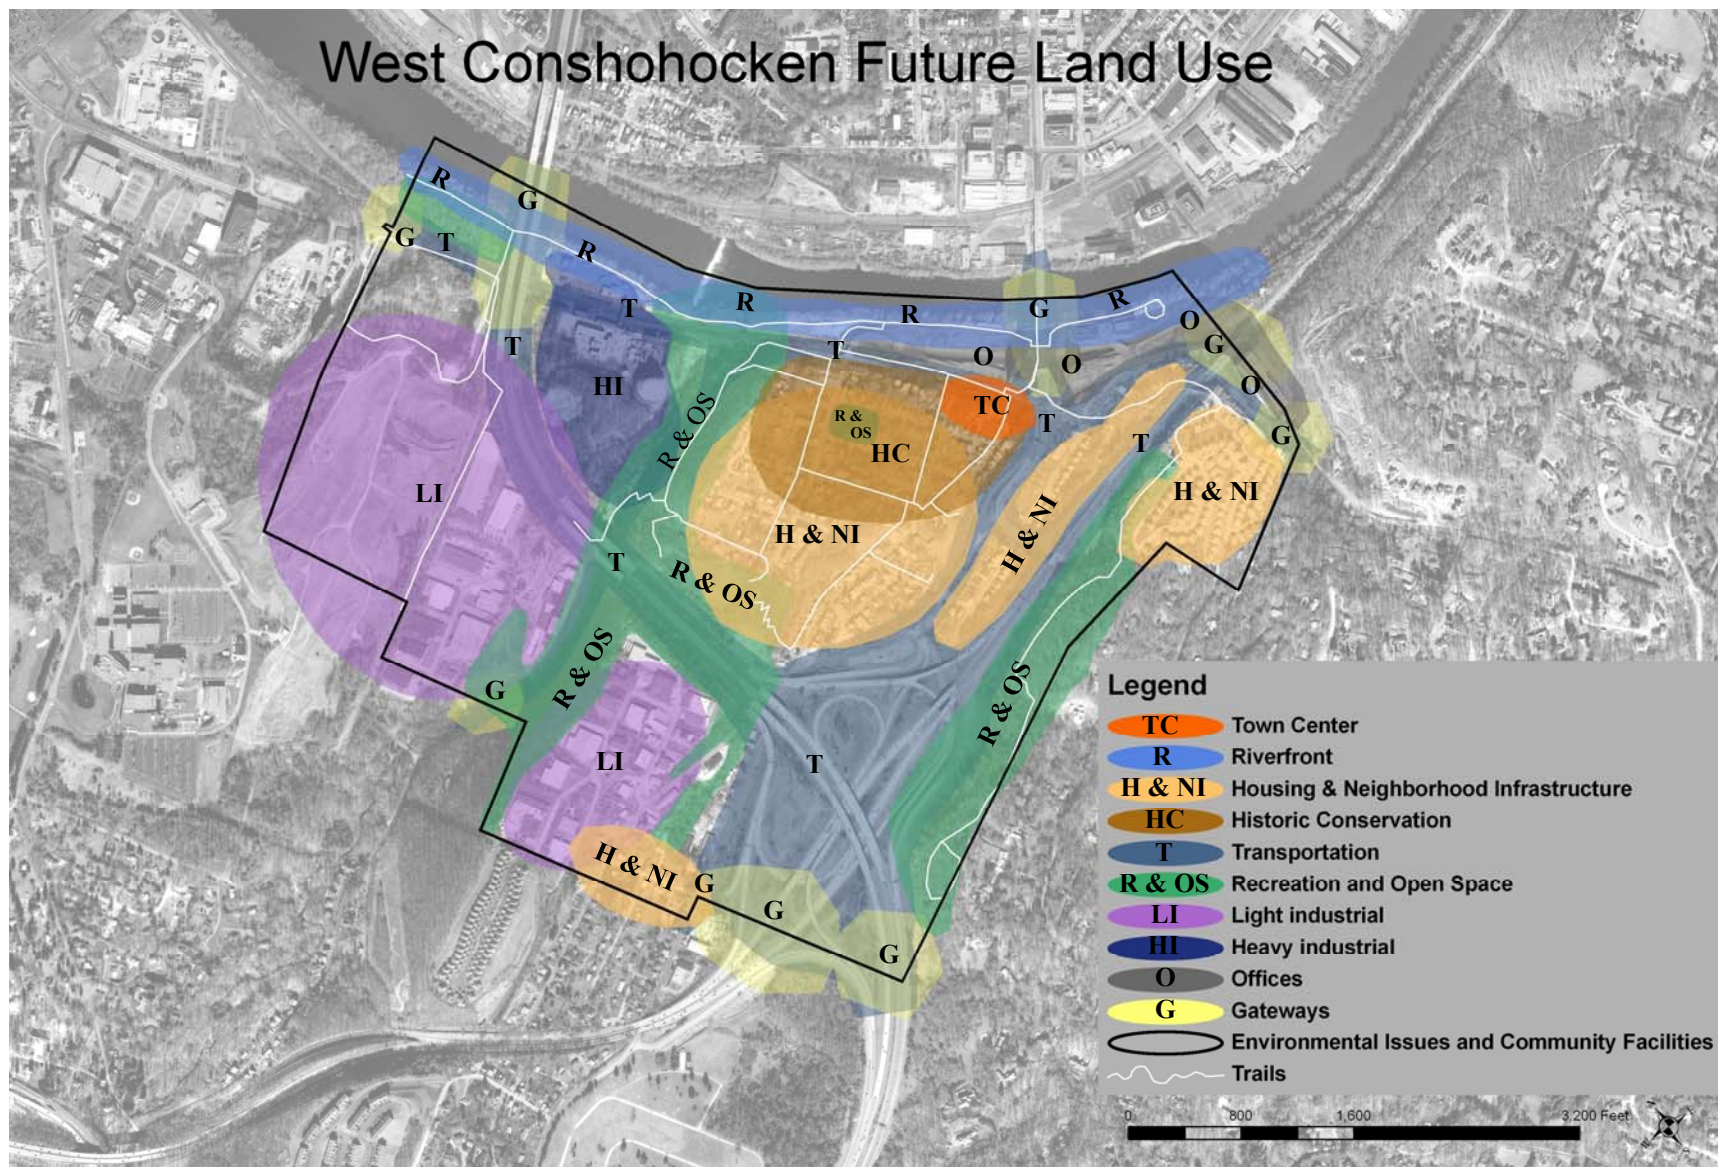 West Conshohocken Future Land Use
R
G
G
T
R
T
R
R
G
R
O
T
T
O
O
G
O
HI
R & OS
R &
OS
HC
TC
T
T
G
LI
H & NI
H & NI
H & NI
T
R & OS
R & OS
G
R & OS
LI
T
H & NI
G
G
G
Legend
TC Town Center
R Riverfront
H & NI Housing & Neighborhood Infrastructure
HC Historic Conservation
T Transportation
R & OS Recreation and Open Space
LI Light industrial
HI Heavy industrial
O Offices
G Gateways
Environmental Issues and Community Facilities
Trails
0 800 1,600 3,200 Feet